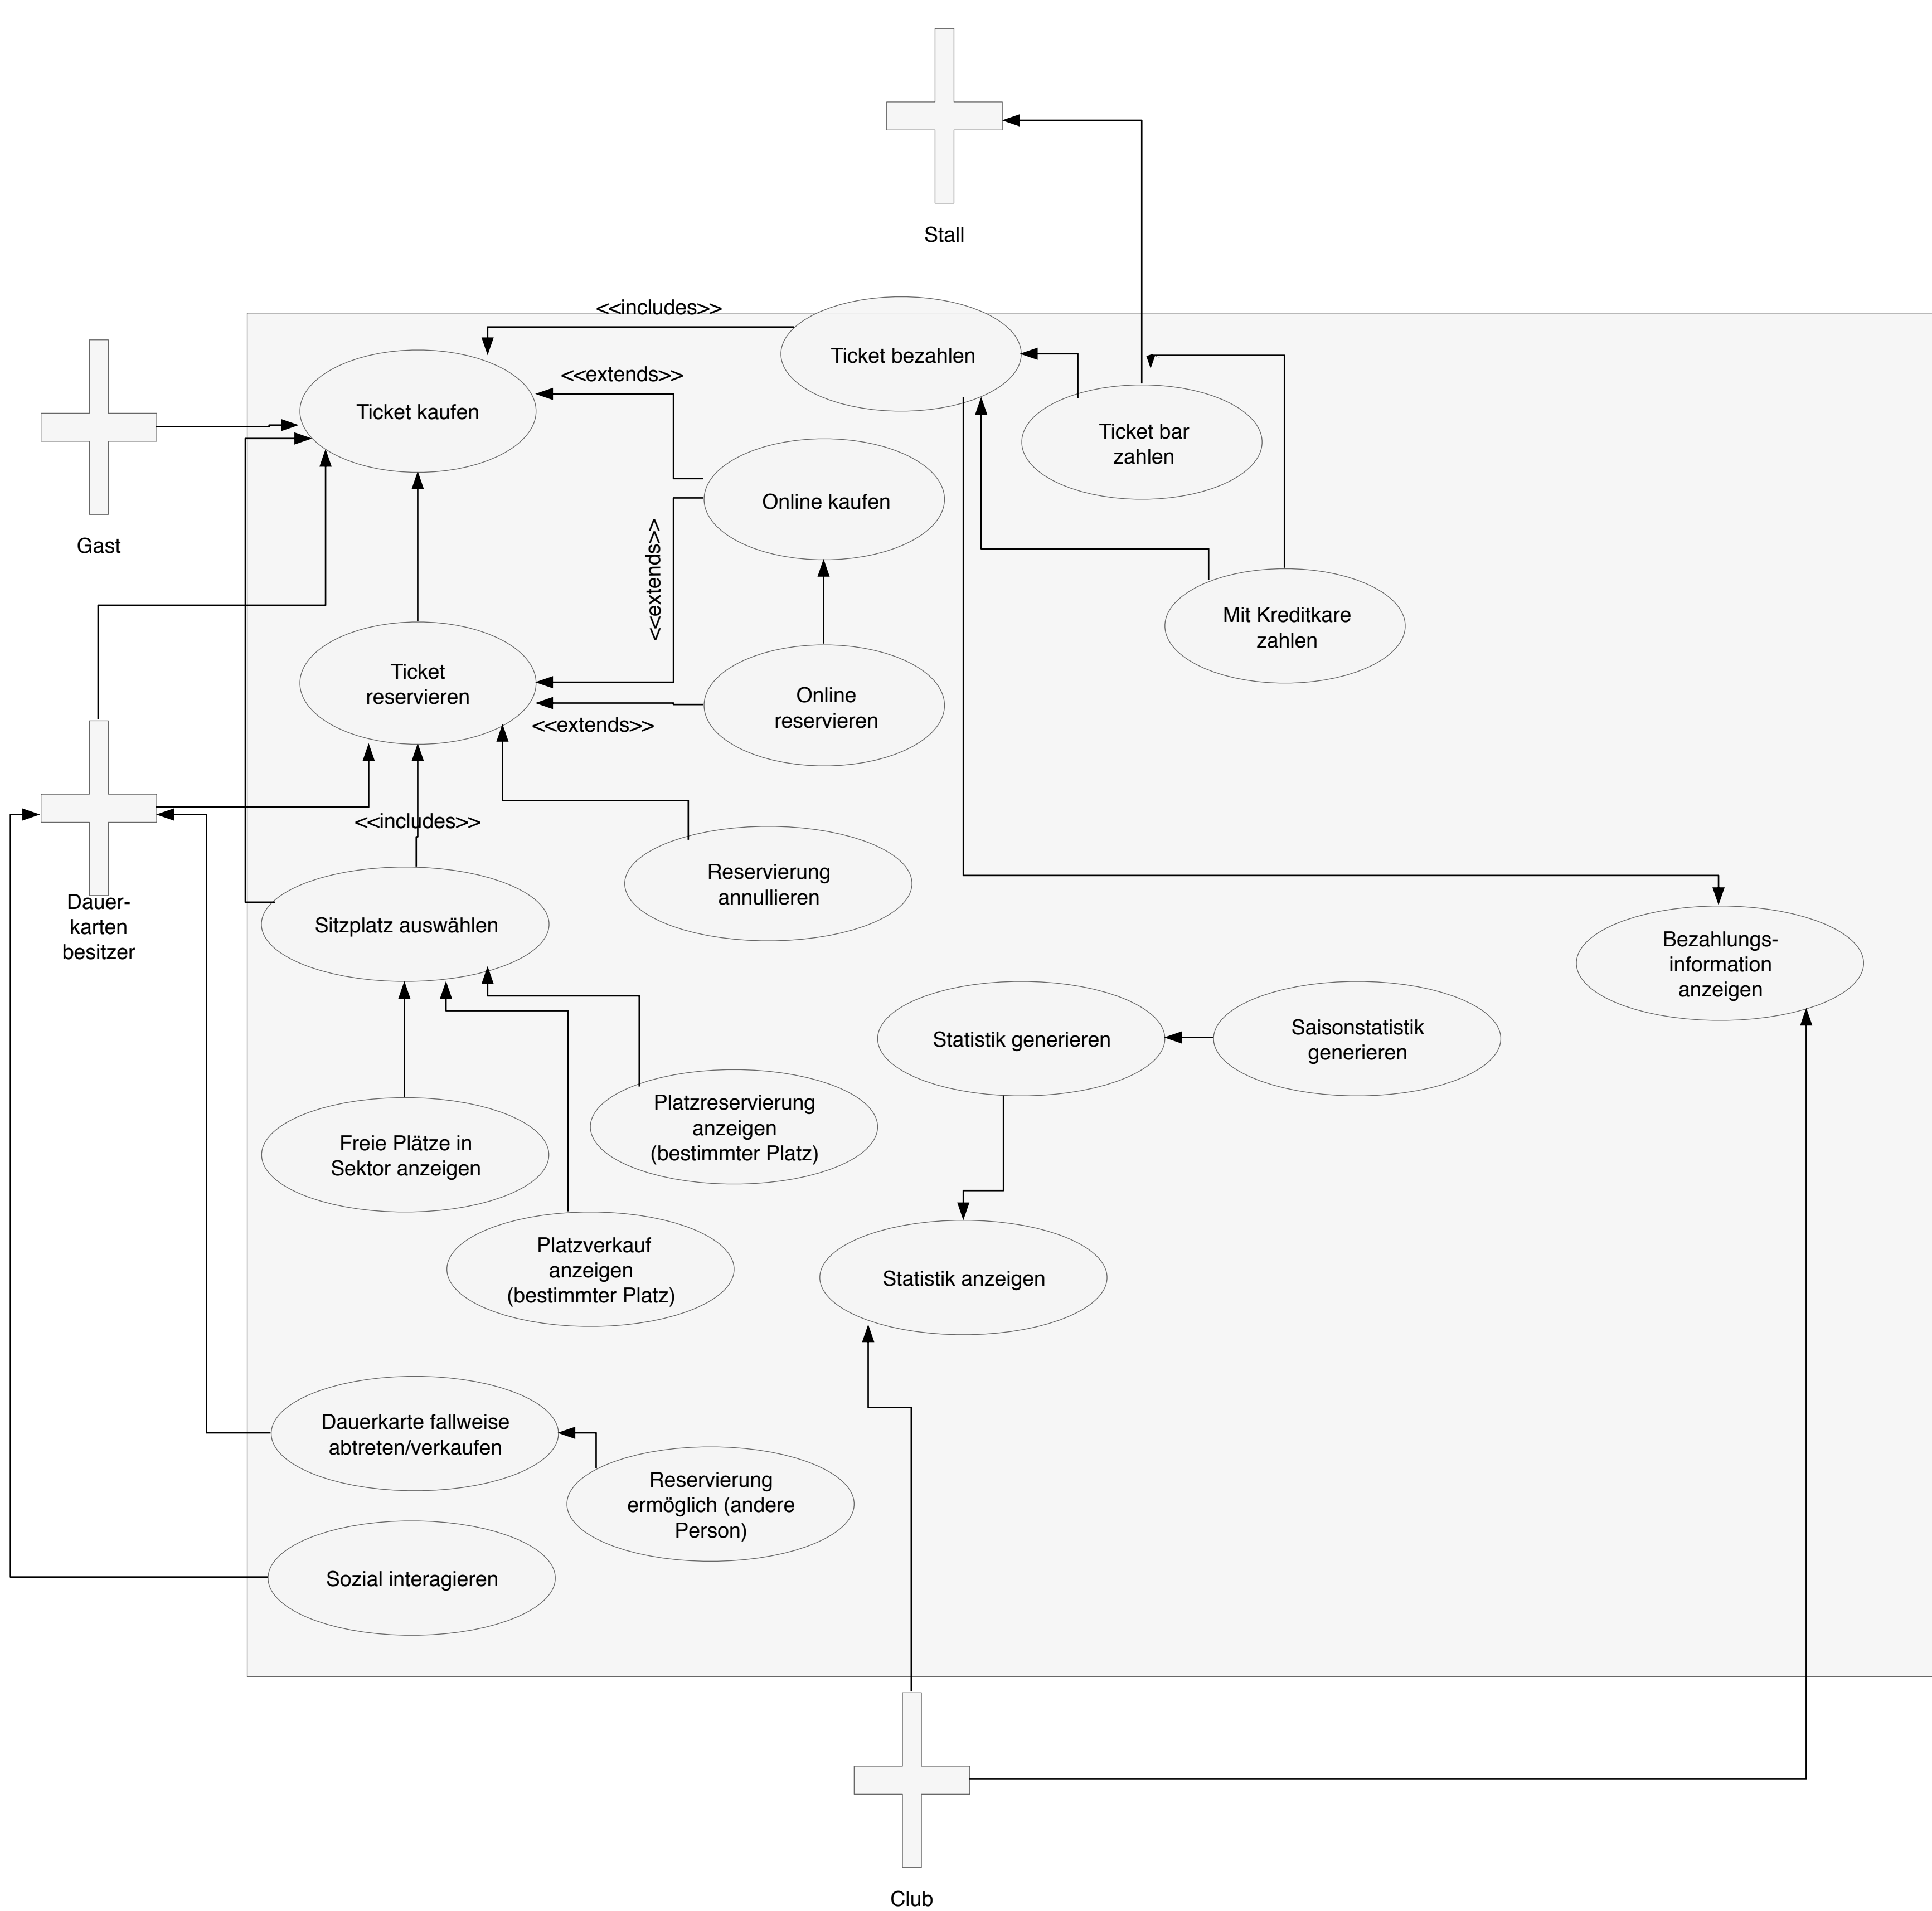 Stall
<<includes>>
Ticket bezahlen
<<extends>>
Ticket kaufen
Ticket bar
zahlen
Online kaufen
Gast
<<extends>>
Mit Kreditkare
zahlen
Ticket
reservieren
Online
reservieren
<<extends>>
<<includes>>
Reservierung
annullieren
Dauer-
karten
besitzer
Sitzplatz auswählen
Bezahlungs-
information
anzeigen
Statistik generieren
Saisonstatistik
generieren
Platzreservierung
anzeigen
(bestimmter Platz)
Freie Plätze in
Sektor anzeigen
Platzverkauf
anzeigen
(bestimmter Platz)
Statistik anzeigen
Dauerkarte fallweise
abtreten/verkaufen
Reservierung
ermöglich (andere
Person)
Sozial interagieren
Club